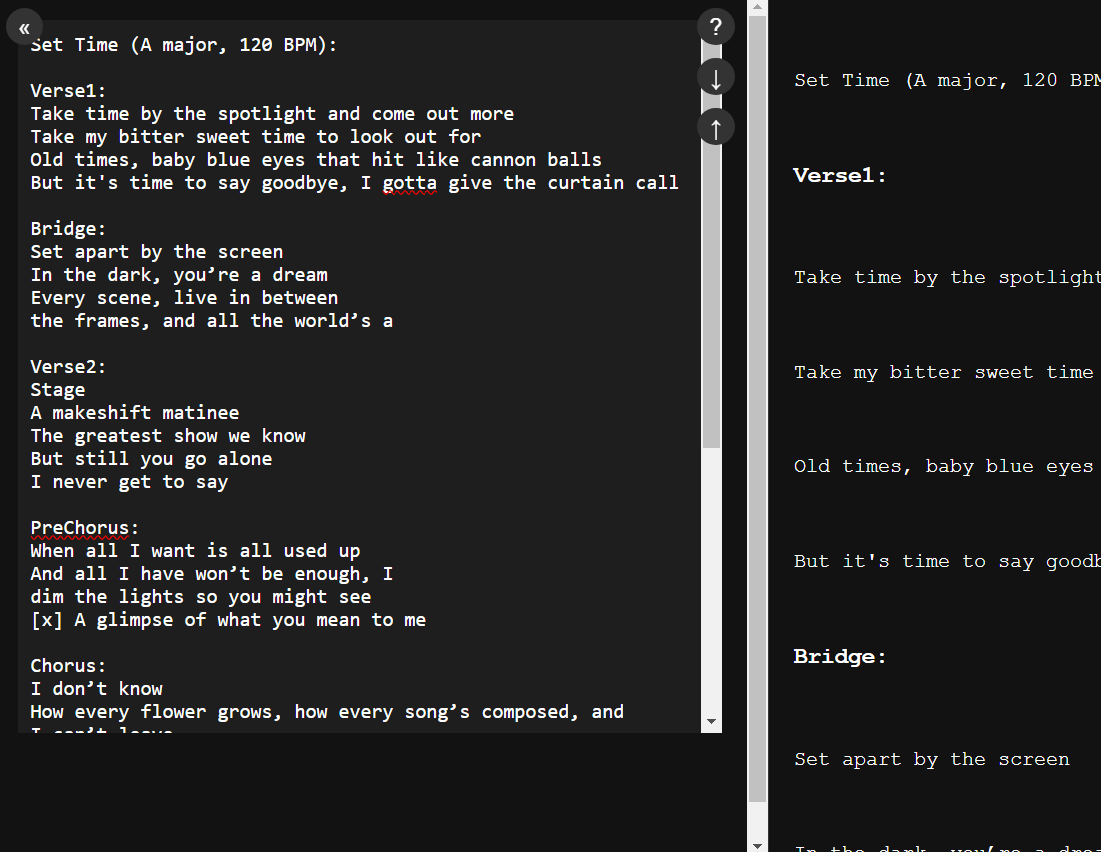 «
?
↓
↑
Set Time (A major, 120 BPM):
Verse1:
Take time by the spotlight and come out more
Take my bitter sweet time to look out for
Old times, baby blue eyes that hit like cannon balls
But it's time to say goodbye, I gotta give the curtain call
Bridge:
Set apart by the screen
In the dark, you’re a dream
Every scene, live in between
the frames, and all the world’s a
Verse2:
Stage
A makeshift matinee
The greatest show we know
But still you go alone
I never get to say
PreChorus:
When all I want is all used up
And all I have won’t be enough, I
dim the lights so you might see
[x] A glimpse of what you mean to me
Chorus:
I don’t know
How every flower grows, how every song’s composed, and
Set Time (A major, 120 BPM
Verse1:
Take time by the spotlight
Take my bitter sweet time
Old times, baby blue eyes
But it's time to say goodb
Bridge:
Set apart by the screen
In the dark, you’re a